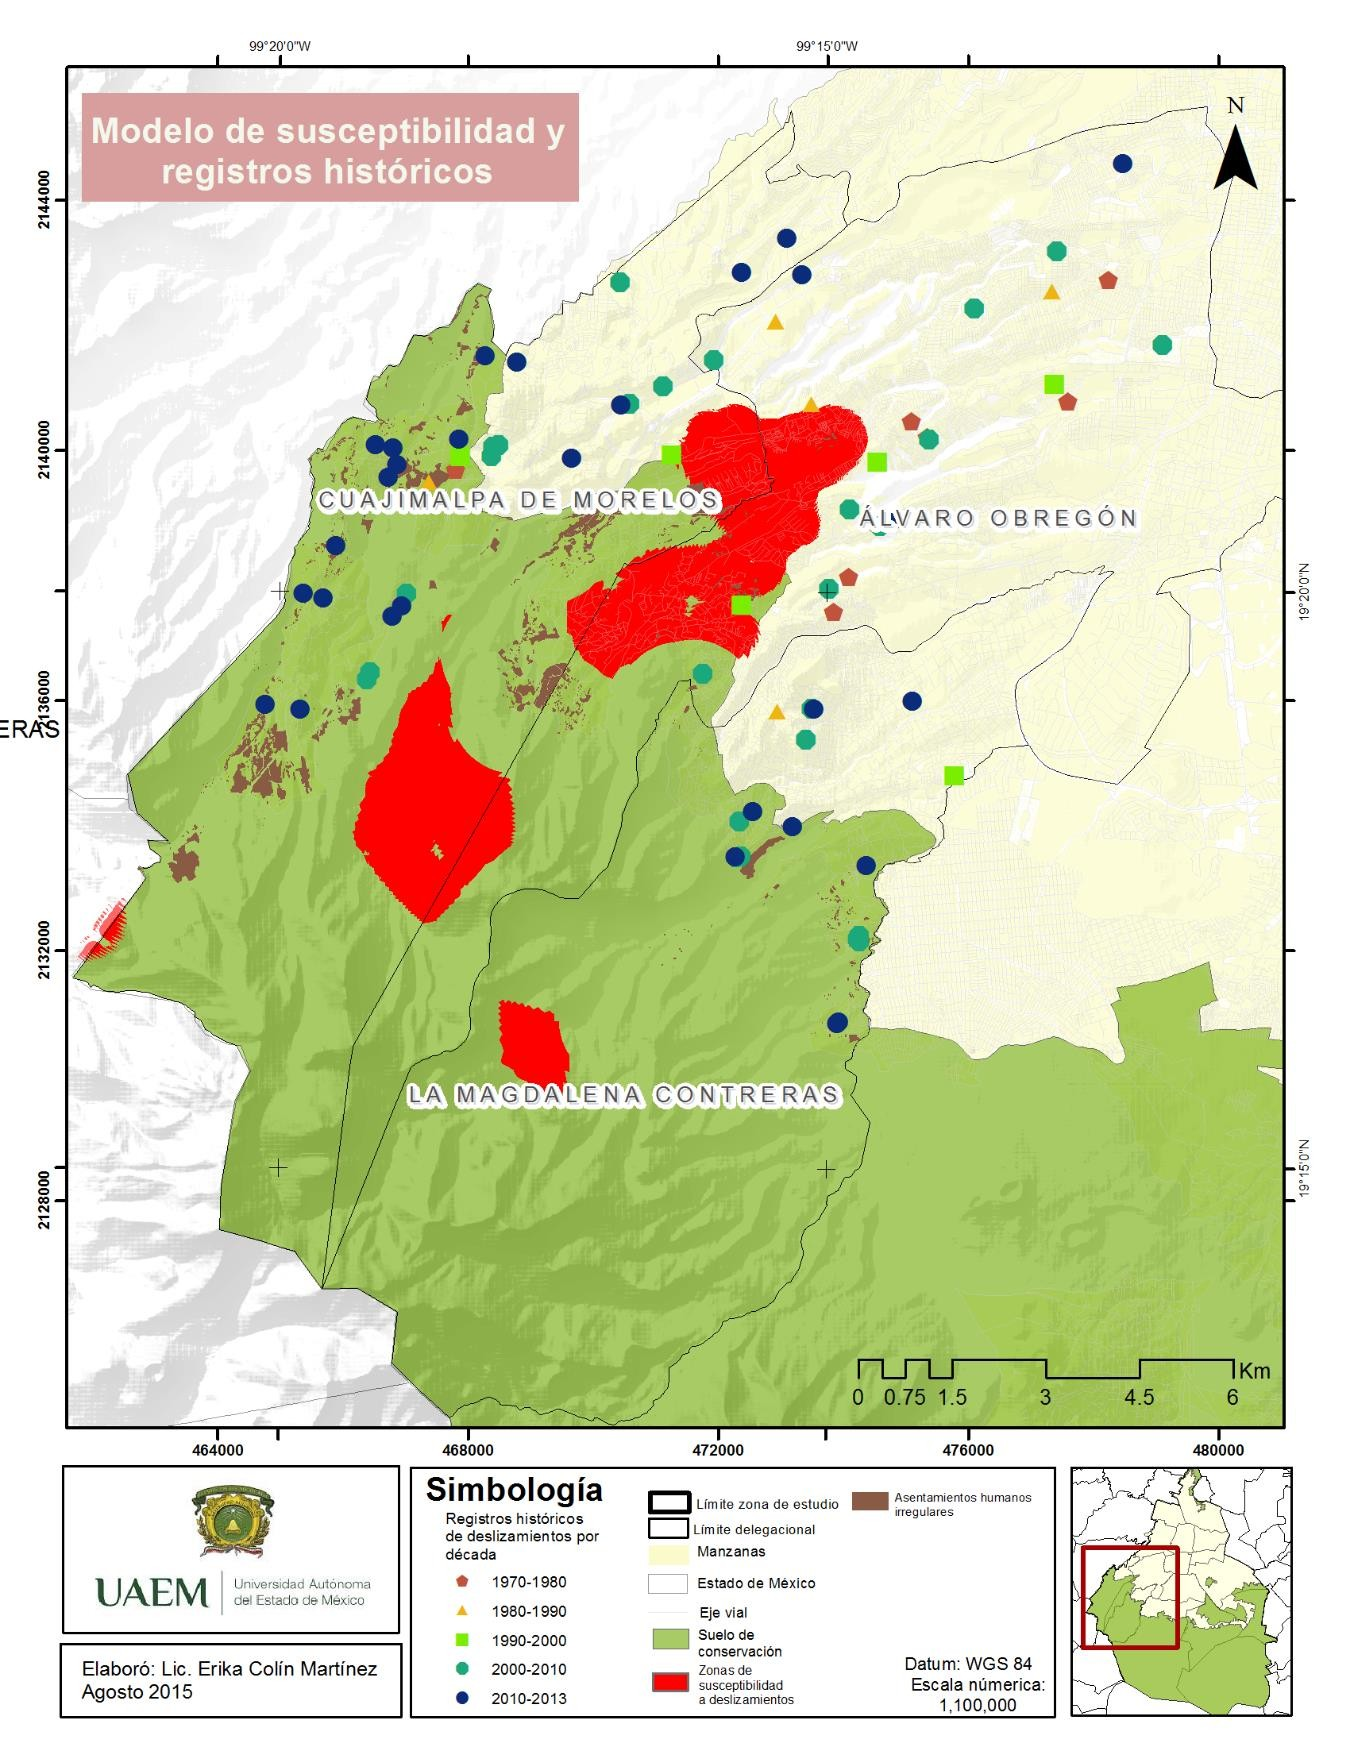 99°20'0"W
99°15'0"W
Modelo de susceptibilidad y
registros históricos
N
2144000
2140000
CUAJIMALPA DE MORELOS
ÁLVARO OBREGÓN
19°20'0"N
2136000
ERAS
2132000
LA MAGDALENA CONTRERAS
19°15'0"N
2128000
Km
0 0.75 1.5 3 4.5 6
464000
468000
472000
476000
480000
UAEM
Universidad Autónoma
del Estado de México
Elaboró: Lic. Erika Colín Martínez
Agosto 2015
Simbología
Registros históricos
de deslizamientos por
década
1970-1980
1980-1990
1990-2000
2000-2010
2010-2013
Límite zona de estudio
Límite delegacional
Manzanas
Estado de México
Eje vial
Suelo de
conservación
Zonas de
susceptibilidad
a deslizamientos
Asentamientos humanos
irregulares
Datum: WGS 84
Escala númerica:
1,100,000